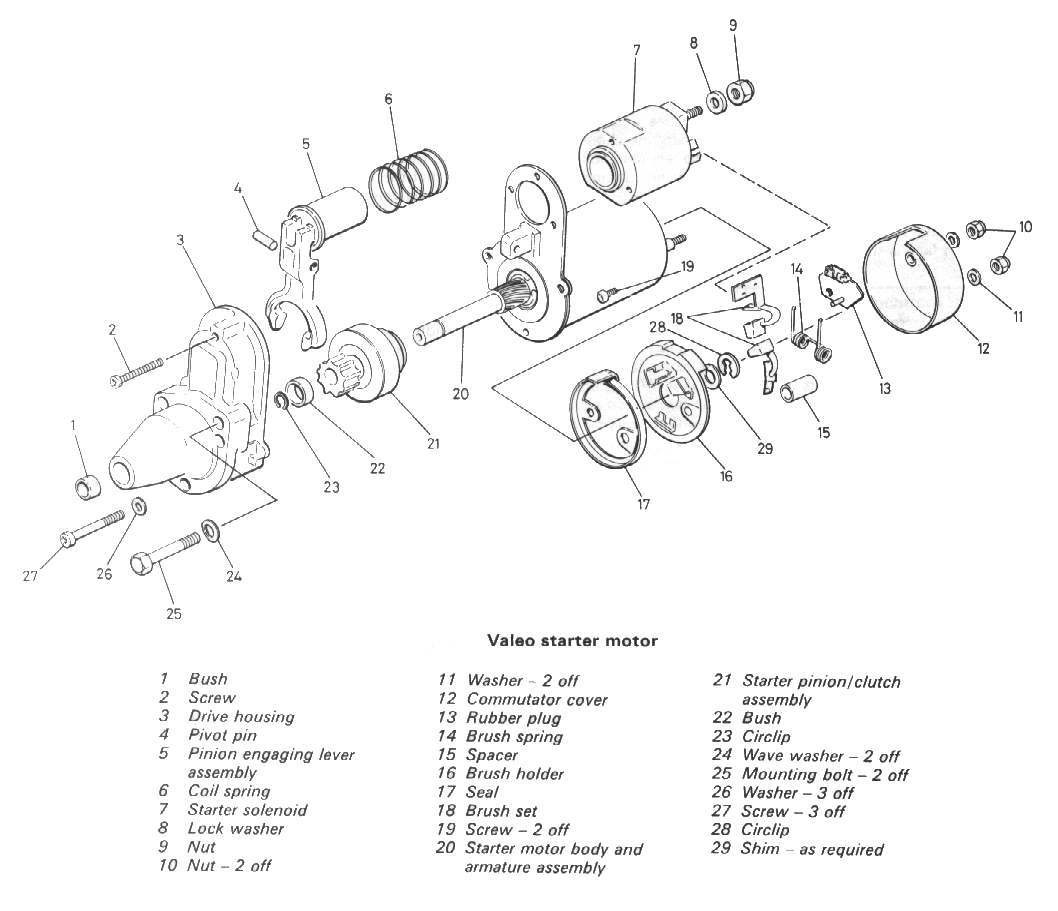 9
8
7
6
5
4
3
10
19
14
2
11
28
18
12
13
20
15
1
21
29
22
16
23
17
27
26
24
25
Valeo starter motor
1 Bush
2 Screw
3 Drive housing
4 Pivot pin
5 Pinion engaging lever
assembly
6 Coil spring
7 Starter solenoid
8 Lock washer
9 Nut
10 Nut – 2 off
11 Washer – 2 off
12 Commutator cover
13 Rubber plug
14 Brush spring
15 Spacer
16 Brush holder
17 Seal
18 Brush set
19 Screw – 2 off
20 Starter motor body and
armature assembly
21 Starter pinion/clutch
assembly
22 Bush
23 Circlip
24 Wave washer – 2 off
25 Mounting bolt – 2 off
26 Washer – 3 off
27 Screw – 3 off
28 Circlip
29 Shim – as required